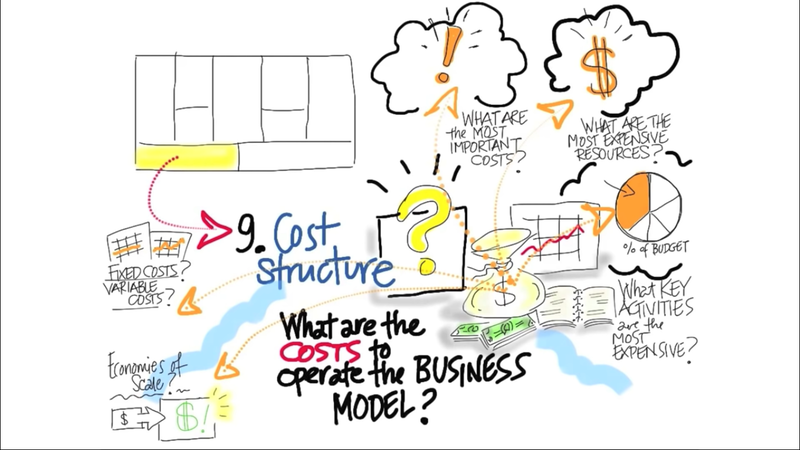 WHAT ARE
the MOST
IMPORTANT
COSTS?
$
WHAT ARE THE
MOST EXPENSIVE
RESOURCES?
9. Cost
structure
?
% of BUDGET
FIXED COSTS?
VARIABLE
COSTS?
$
What KEY
ACTIVITIES
are the
MOST
EXPENSIVE?
What are the
COSTS to
operate the BUSINESS
MODEL?
Economies of
Scale?
$
$!